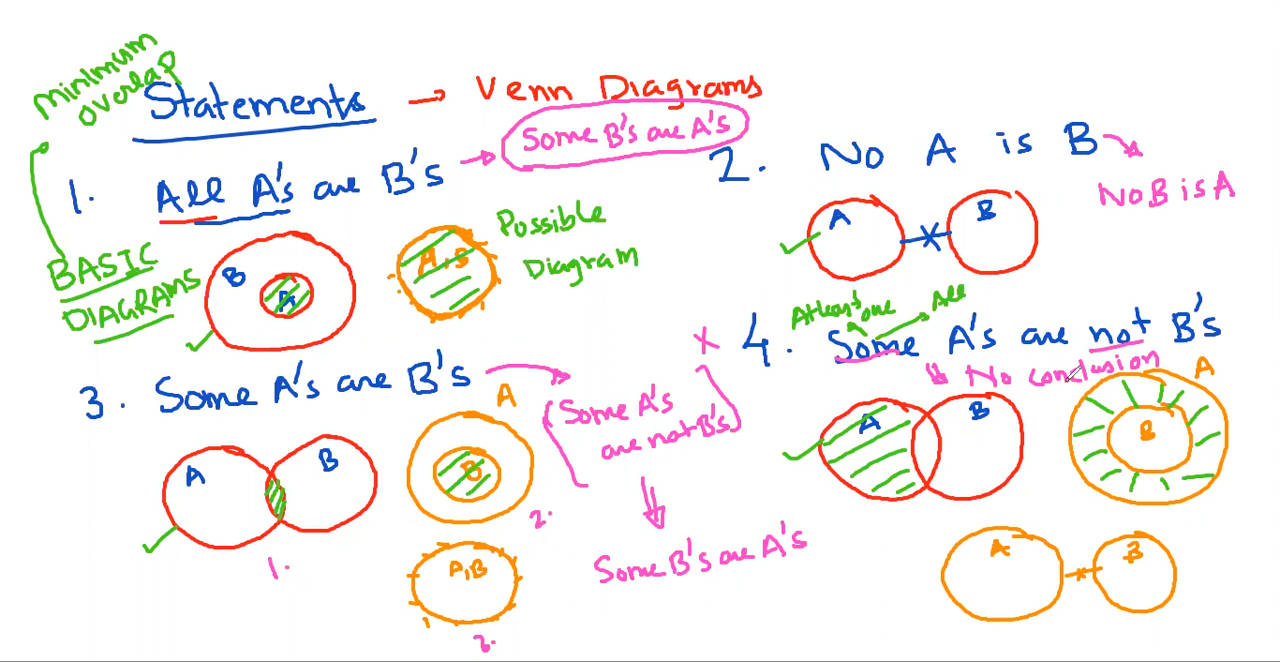 minimum
overlap
Statements → Venn Diagrams
1. All A's are B's → Some B's are A's
BASIC
DIAGRAMS
B
A
A,B
Possible
Diagram
2. No A is B
No B is A
A
B
3. Some A's are B's
(Some A's
are not B's)
Some B's are A's
A
B
1.
A
B
2.
A,B
3.
Atleast one
All
4. Some A's are not B's
No conclusion
A
B
A
B
A
B